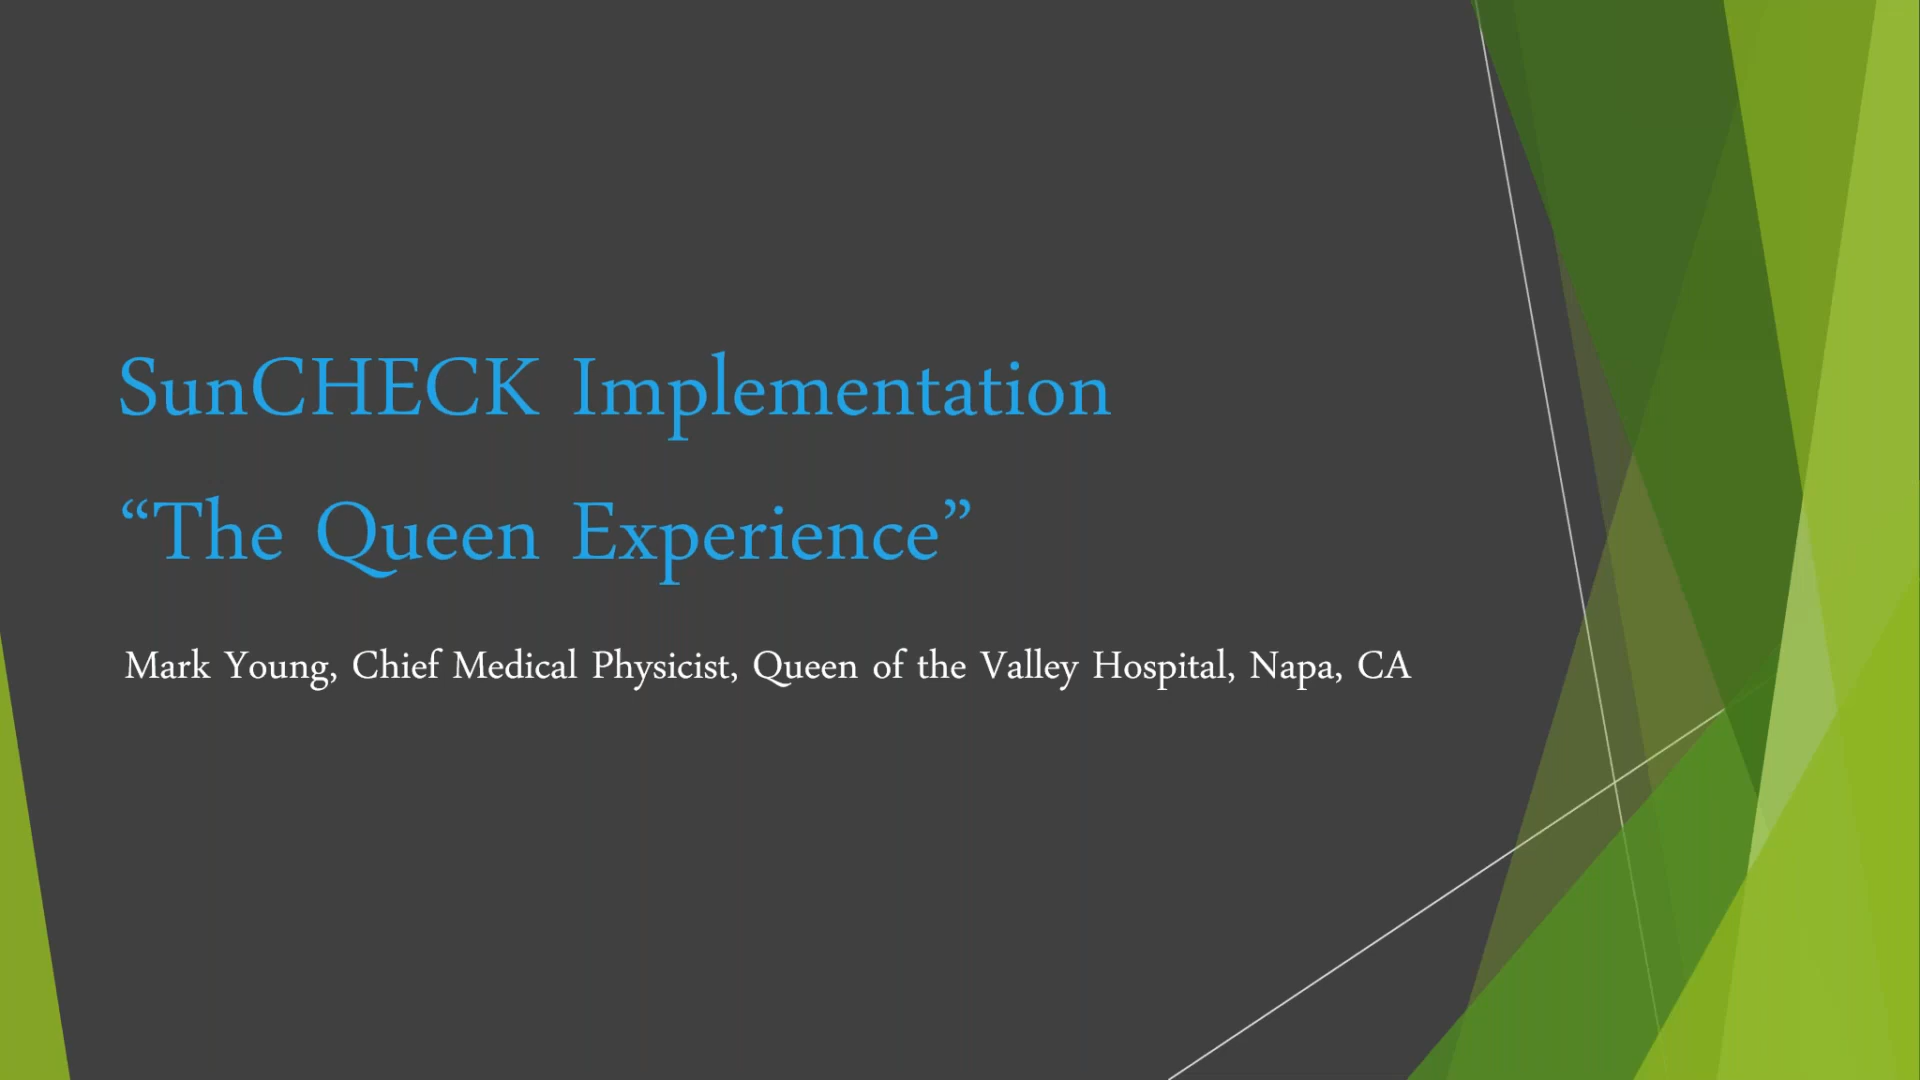 SunCHECK Implementation
“The Queen Experience”
Mark Young, Chief Medical Physicist, Queen of the Valley Hospital, Napa, CA